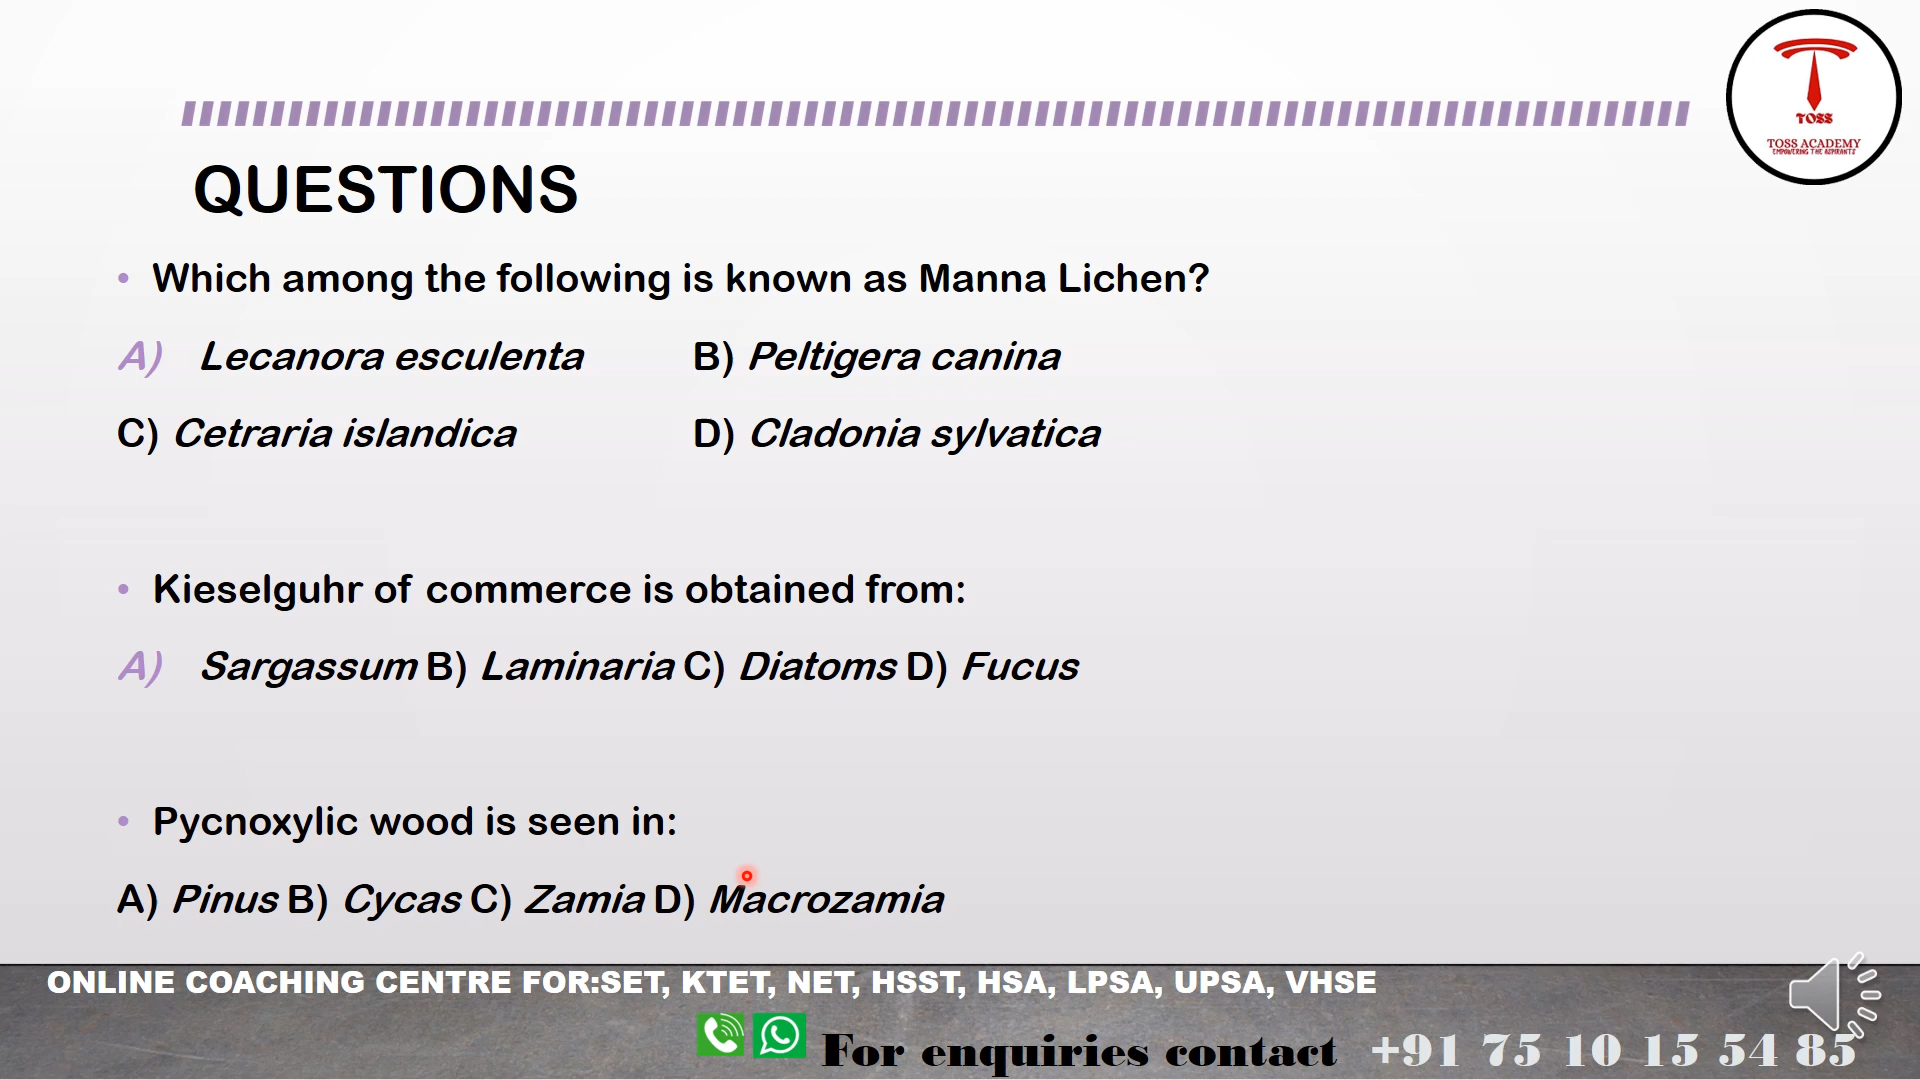 TOSS
TOSS ACADEMY
EMPOWERING THE ASPIRANTS
QUESTIONS
• Which among the following is known as Manna Lichen?
A) Lecanora esculenta B) Peltigera canina
C) Cetraria islandica D) Cladonia sylvatica
• Kieselguhr of commerce is obtained from:
A) Sargassum B) Laminaria C) Diatoms D) Fucus
• Pycnoxylic wood is seen in:
A) Pinus B) Cycas C) Zamia D) Macrozamia
ONLINE COACHING CENTRE FOR:SET, KTET, NET, HSST, HSA, LPSA, UPSA, VHSE
For enquiries contact +91 75 10 15 54 85